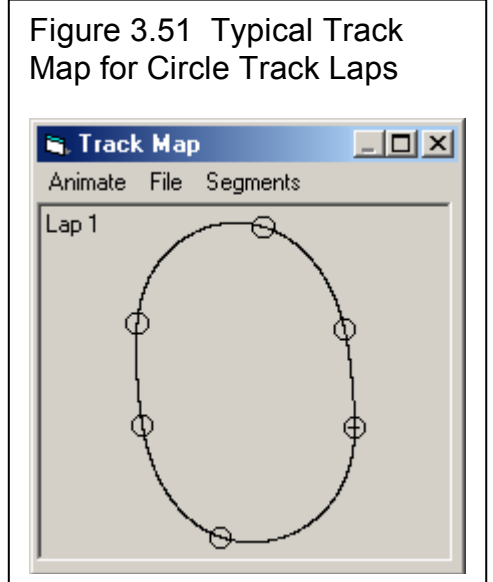 Figure 3.51 Typical Track
Map for Circle Track Laps
Track Map
Animate File Segments
Lap 1